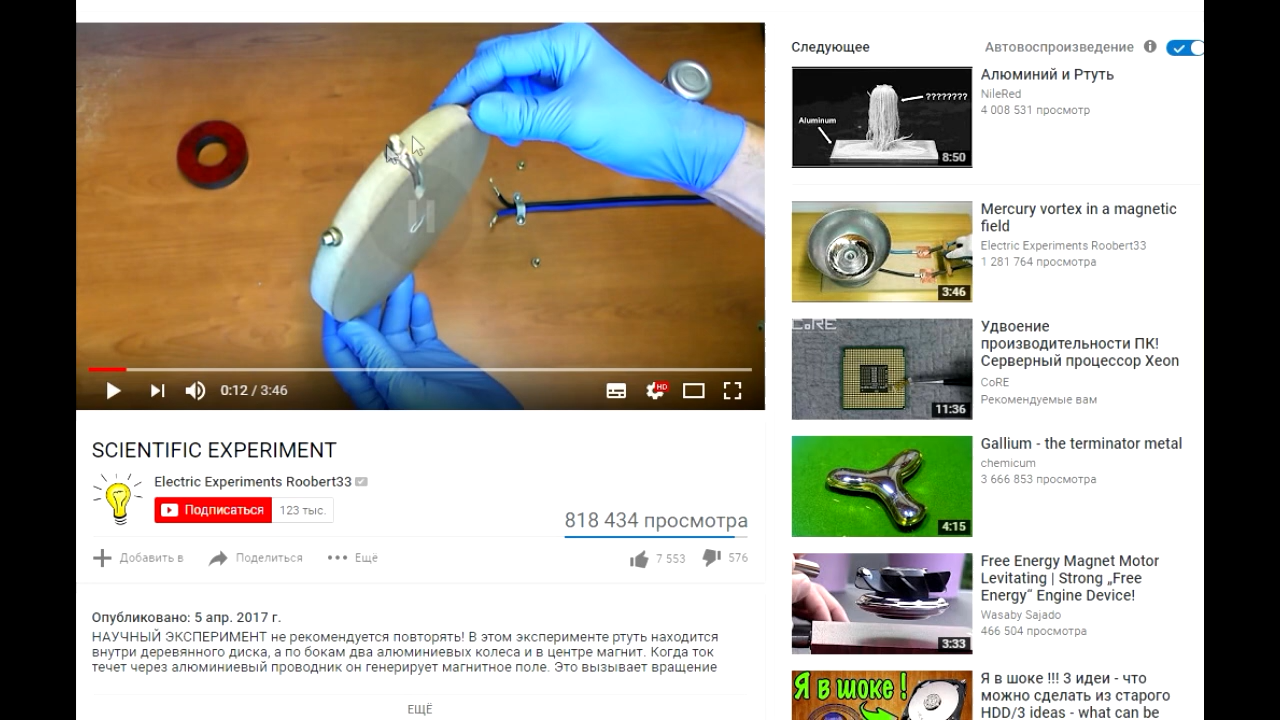 0:12 / 3:46
HD
SCIENTIFIC EXPERIMENT
Electric Experiments Roobert33
Подписаться
123 тыс.
818 434 просмотра
Добавить в
Поделиться
Ещё
7 553
576
Опубликовано: 5 апр. 2017 г.
НАУЧНЫЙ ЭКСПЕРИМЕНТ не рекомендуется повторять! В этом эксперименте ртуть находится
внутри деревянного диска, а по бокам два алюминиевых колеса и в центре магнит. Когда ток
течет через алюминиевый проводник он генерирует магнитное поле. Это вызывает вращение
ЕЩЁ
Следующее
Автовоспроизведение
Aluminum
????????
8:50
Алюминий и Ртуть
NileRed
4 008 531 просмотр
3:46
Mercury vortex in a magnetic
field
Electric Experiments Roobert33
1 281 764 просмотра
CoRE
11:36
Удвоение
производительности ПК!
Серверный процессор Xeon
CoRE
Рекомендуемые вам
4:15
Gallium - the terminator metal
chemicum
3 666 853 просмотра
3:33
Free Energy Magnet Motor
Levitating | Strong „Free
Energy“ Engine Device!
Wasaby Sajado
466 504 просмотра
Я в шоке !
Я в шоке !!! 3 идеи - что
можно сделать из старого
HDD/3 ideas - what can be